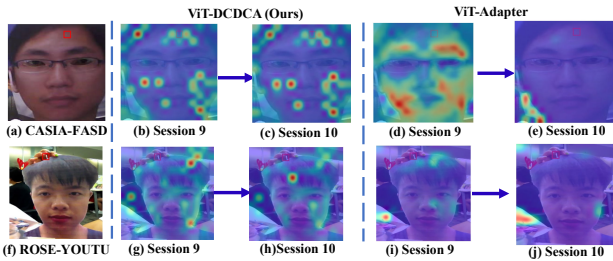 ViT-DCDCA (Ours) ViT-Adapter
(a) CASIA-FASD (b) Session 9 (c) Session 10 (d) Session 9 (e) Session 10
(f) ROSE-YOUTU (g) Session 9 (h)Session 10 (i) Session 9 (j) Session 10